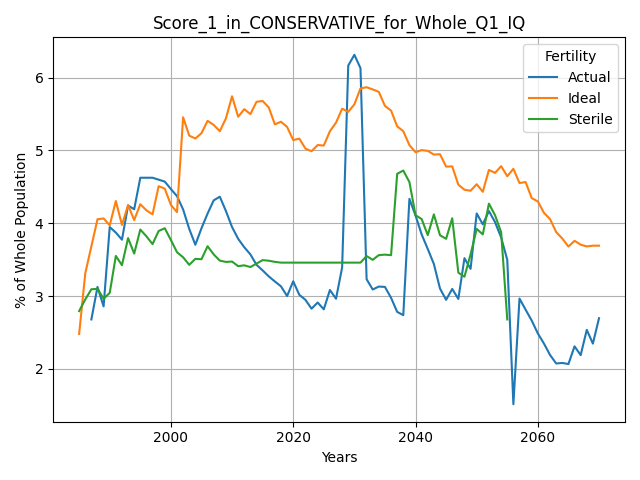 Score_1_in_CONSERVATIVE_for_Whole_Q1_IQ
Fertility
Actual
Ideal
Sterile
% of Whole Population
6
5
4
3
2
2000
2020
2040
2060
Years